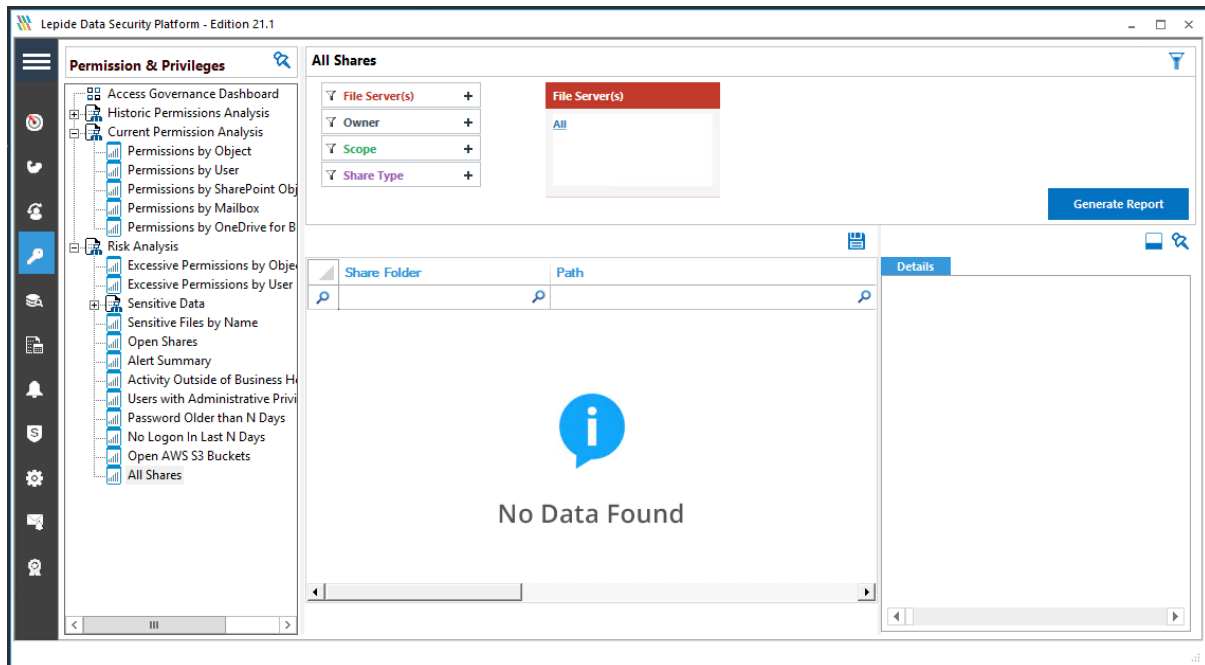 Lepide Data Security Platform - Edition 21.1
Permission & Privileges
Access Governance Dashboard
Historic Permissions Analysis
Current Permission Analysis
Permissions by Object
Permissions by User
Permissions by SharePoint Obj
Permissions by Mailbox
Permissions by OneDrive for B
Risk Analysis
Excessive Permissions by Obje
Excessive Permissions by User
Sensitive Data
Sensitive Files by Name
Open Shares
Alert Summary
Activity Outside of Business H
Users with Administrative Privi
Password Older than N Days
No Logon In Last N Days
Open AWS S3 Buckets
All Shares
All Shares
File Server(s) +
Owner +
Scope +
Share Type +
File Server(s)
All
Generate Report
Share Folder
Path
No Data Found
Details